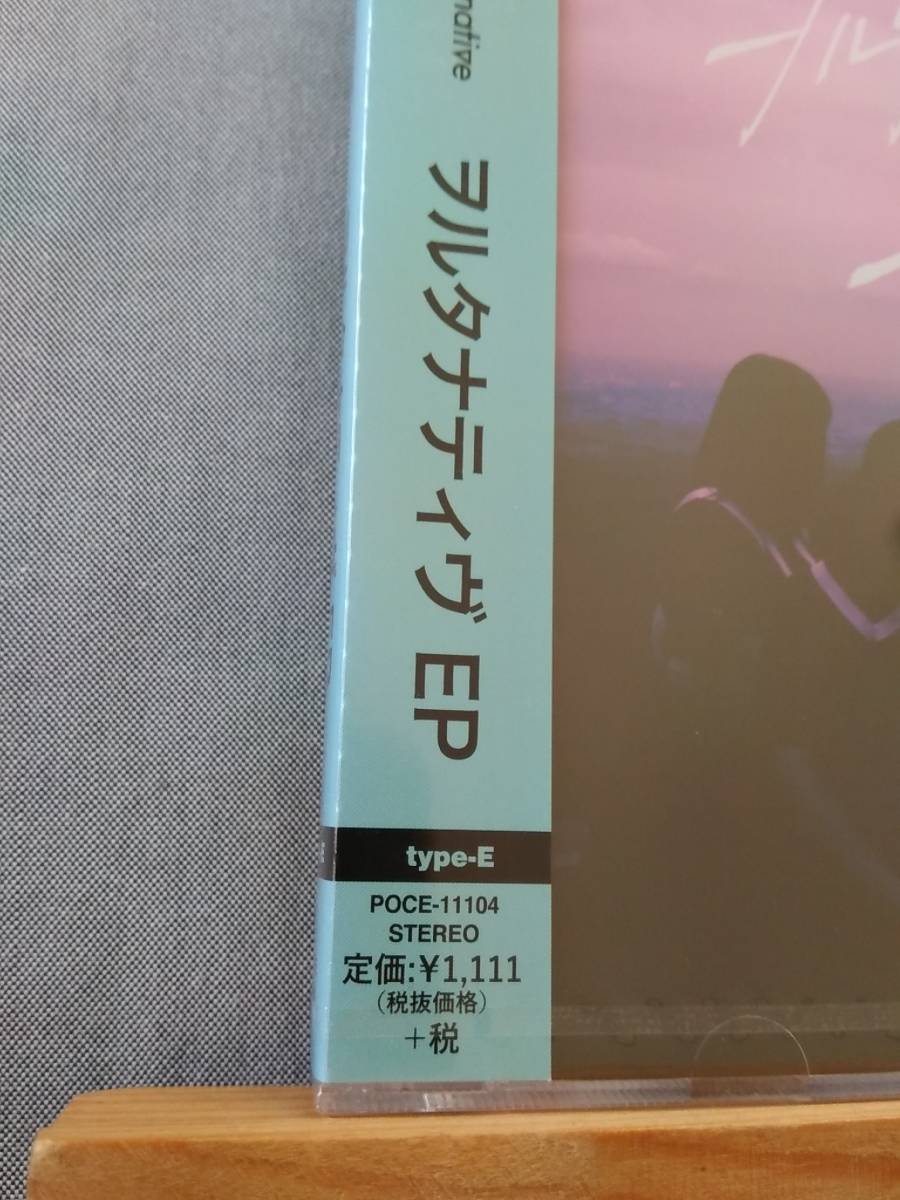 native
ヲルタナティヴ EP
type-E
POCE-11104
STEREO
定価:¥1,111
(税抜価格)
+税